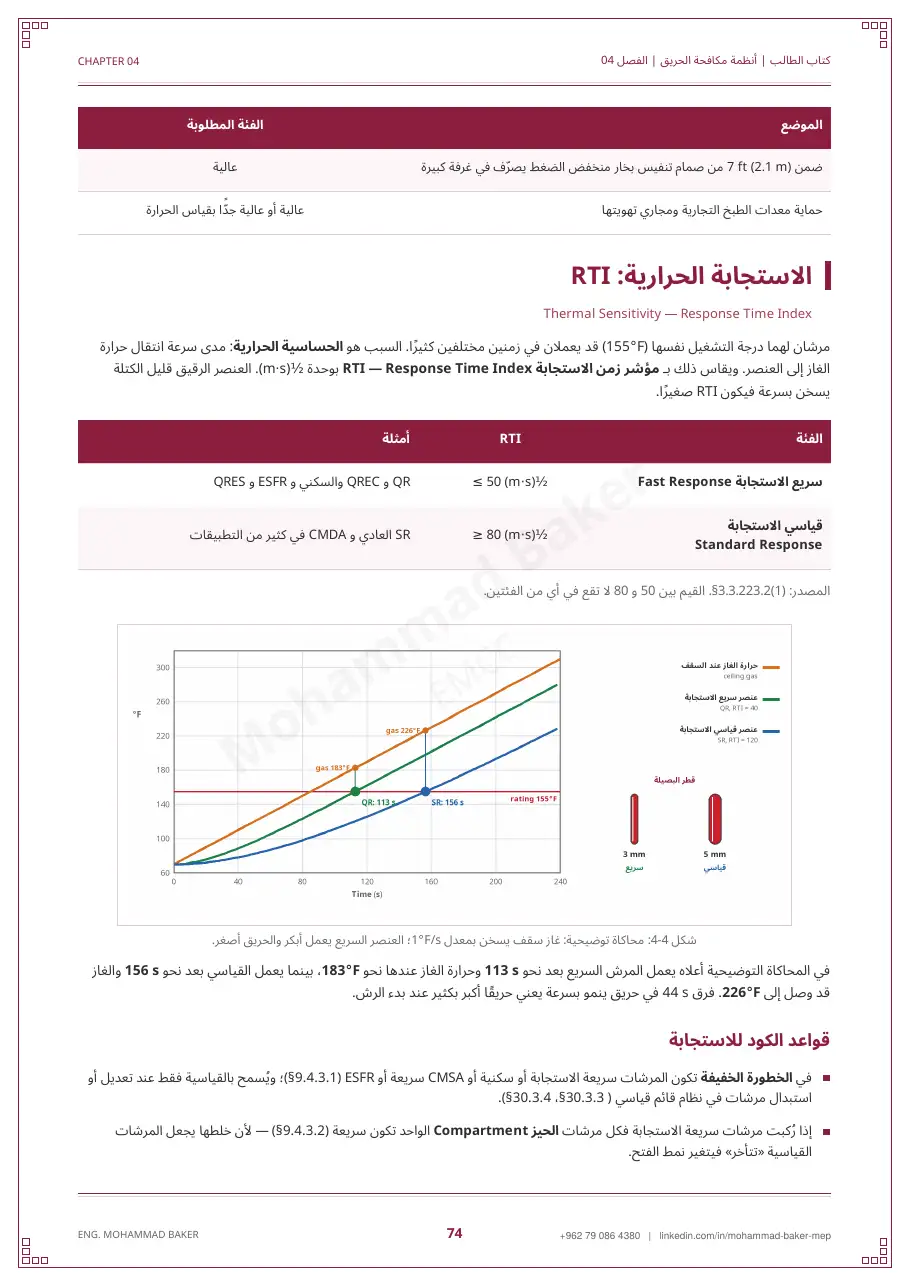 كتاب الطالب | أنظمة مكافحة الحريق | الفصل 04
CHAPTER 04
الموضع
الفئة المطلوبة
ضمن 7 ft (2.1 m) من صمام تنفيس بخار منخفض الضغط يصرّف في غرفة كبيرة
عالية
حماية معدات الطبخ التجارية ومجاري تهويتها
عالية أو عالية جدًّا بقياس الحرارة
الاستجابة الحرارية: RTI
Thermal Sensitivity — Response Time Index
مرشان لهما درجة التشغيل نفسها (155°F) قد يعملان في زمنين مختلفين كثيرًا. السبب هو الحساسية الحرارية: مدى سرعة انتقال حرارة
الغاز إلى العنصر. ويقاس ذلك بـ مؤشر زمن الاستجابة RTI — Response Time Index بوحدة (m·s)½. العنصر الرقيق قليل الكتلة
يسخن بسرعة فيكون RTI صغيرًا.
الفئة
RTI
أمثلة
سريع الاستجابة Fast Response
≤ 50 (m·s)½
QR و QREC والسكني و ESFR و QRES
قياسي الاستجابة
Standard Response
≥ 80 (m·s)½
SR العادي و CMDA في كثير من التطبيقات
المصدر: §3.3.223.2(1). القيم بين 50 و 80 لا تقع في أي من الفئتين.
Mohammad Baker
EMCC
°F
300
260
220
180
140
100
60
0
40
80
120
160
200
240
Time (s)
gas 226°F
gas 183°F
QR: 113 s
SR: 156 s
rating 155°F
حرارة الغاز عند السقف
ceiling gas
عنصر سريع الاستجابة
QR, RTI = 40
عنصر قياسي الاستجابة
SR, RTI = 120
قطر البصيلة
3 mm
سريع
5 mm
قياسي
شكل 4-4: محاكاة توضيحية: غاز سقف يسخن بمعدل 1°F/s؛ العنصر السريع يعمل أبكر والحريق أصغر.
في المحاكاة التوضيحية أعلاه يعمل المرش السريع بعد نحو 113 s وحرارة الغاز عندها نحو 183°F، بينما يعمل القياسي بعد نحو 156 s والغاز
قد وصل إلى 226°F. فرق 44 s في حريق ينمو بسرعة يعني حريقًا أكبر بكثير عند بدء الرش.
قواعد الكود للاستجابة
في الخطورة الخفيفة تكون المرشات سريعة الاستجابة أو سكنية أو CMSA سريعة أو ESFR (§9.4.3.1)؛ ويُسمح بالقياسية فقط عند تعديل أو
استبدال مرشات في نظام قائم قياسي ( §30.3.3، §30.3.4).
إذا رُكبت مرشات سريعة الاستجابة فكل مرشات الحيز Compartment الواحد تكون سريعة (§9.4.3.2) — لأن خلطها يجعل المرشات
القياسية «تتأخر» فيتغير نمط الفتح.
ENG. MOHAMMAD BAKER
74
+962 79 086 4380 | linkedin.com/in/mohammad-baker-mep